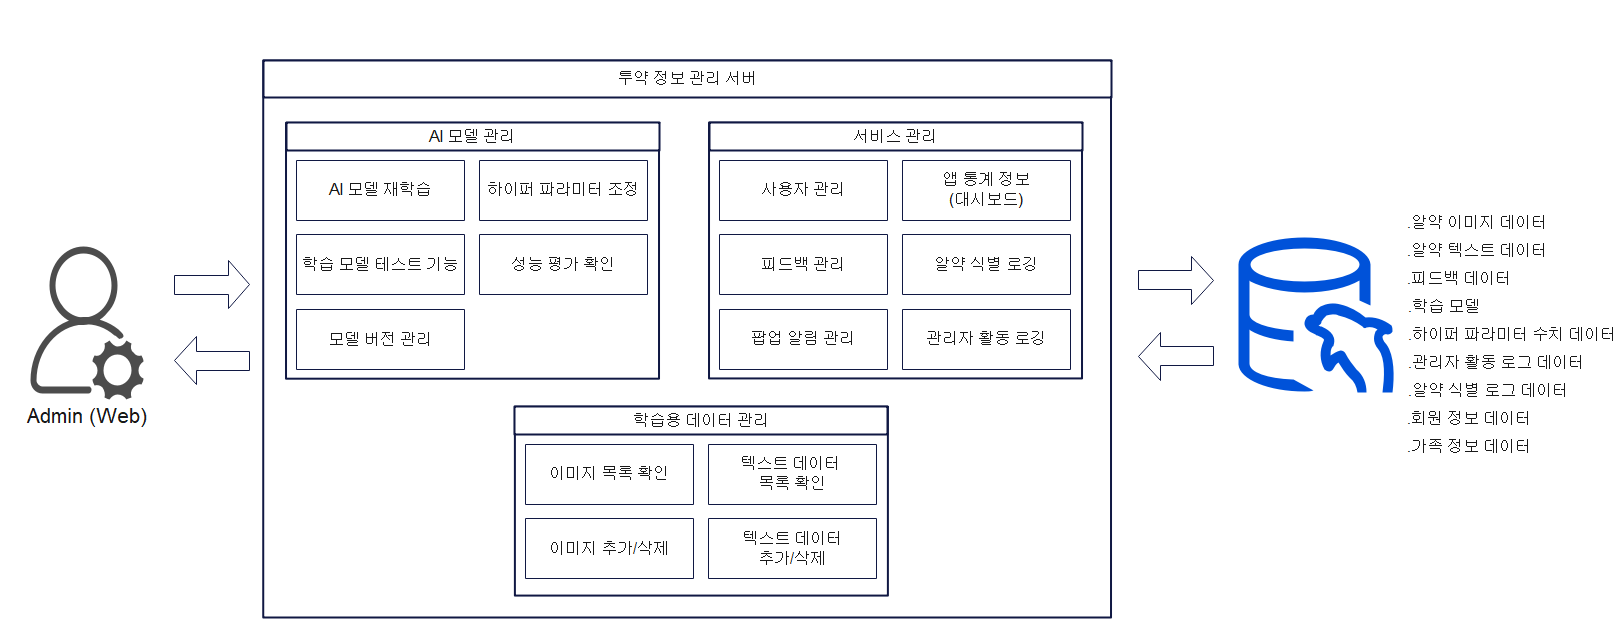 투약 정보 관리 서버
AI 모델 관리
AI 모델 재학습
하이퍼 파라미터 조정
학습 모델 테스트 기능
성능 평가 확인
모델 버전 관리
서비스 관리
사용자 관리
앱 통계 정보
(대시보드)
피드백 관리
알약 식별 로깅
팝업 알림 관리
관리자 활동 로깅
학습용 데이터 관리
이미지 목록 확인
텍스트 데이터
목록 확인
이미지 추가/삭제
텍스트 데이터
추가/삭제
Admin (Web)
.알약 이미지 데이터
.알약 텍스트 데이터
.피드백 데이터
.학습 모델
.하이퍼 파라미터 수치 데이터
.관리자 활동 로그 데이터
.알약 식별 로그 데이터
.회원 정보 데이터
.가족 정보 데이터